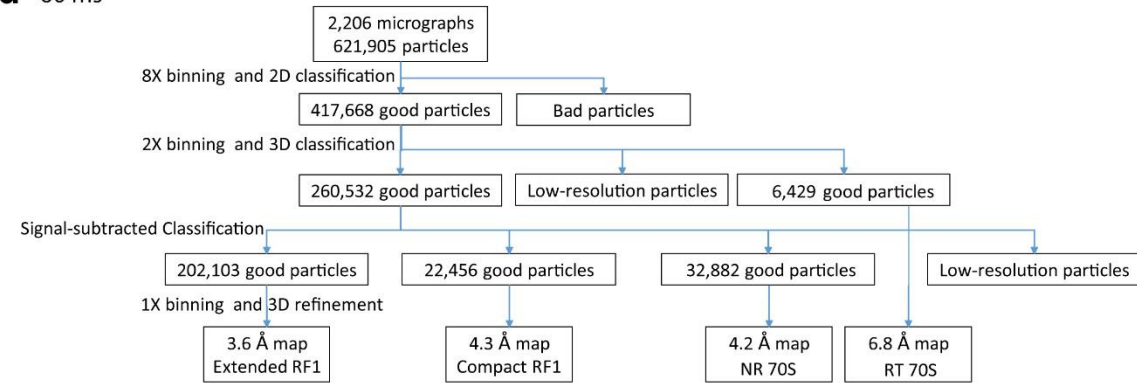 2,206 micrographs
621,905 particles
8X binning and 2D classification
417,668 good particles
Bad particles
2X binning and 3D classification
260,532 good particles
Low-resolution particles
6,429 good particles
Signal-subtracted Classification
202,103 good particles
22,456 good particles
32,882 good particles
Low-resolution particles
1X binning and 3D refinement
3.6 Å map
Extended RF1
4.3 Å map
Compact RF1
4.2 Å map
NR 70S
6.8 Å map
RT 70S